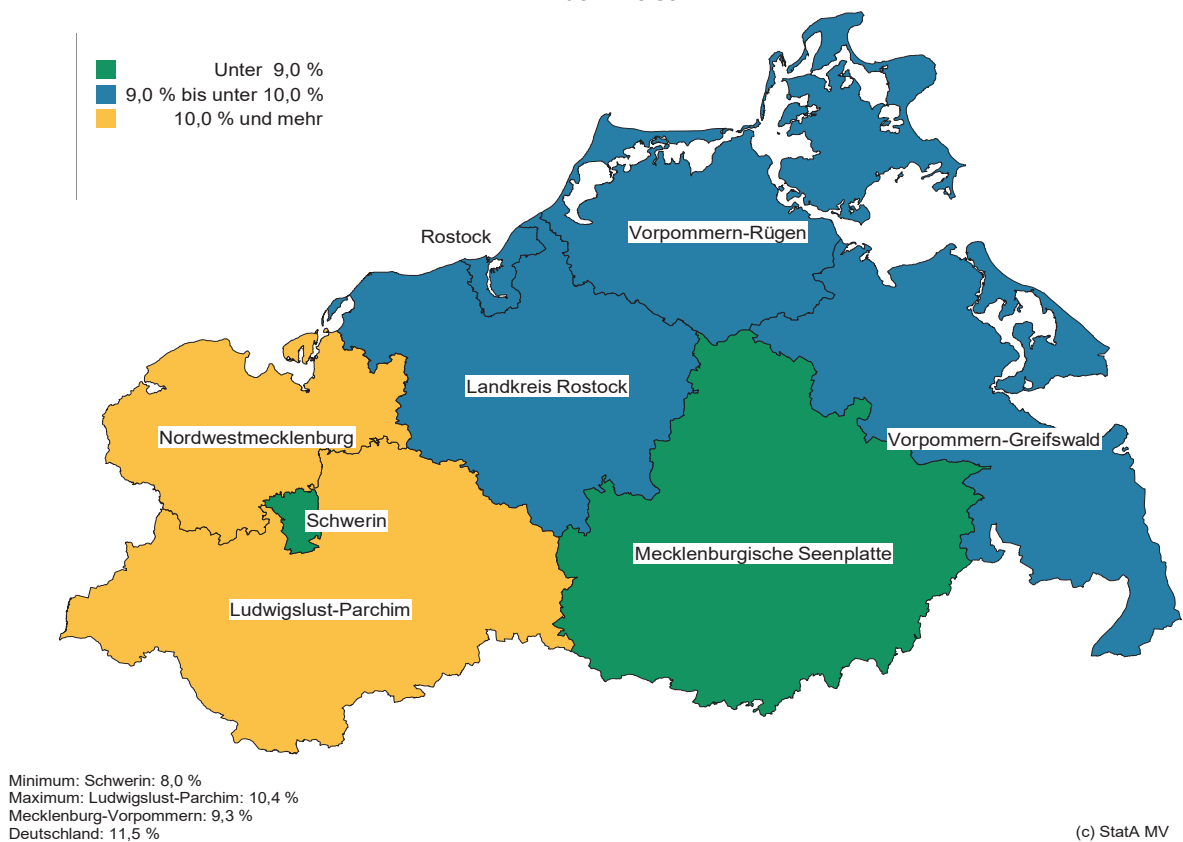 Unter 9,0 %
9,0 % bis unter 10,0 %
10,0 % und mehr
Rostock
Vorpommern-Rügen
Landkreis Rostock
Nordwestmecklenburg
Vorpommern-Greifswald
Schwerin
Mecklenburgische Seenplatte
Ludwigslust-Parchim
Minimum: Schwerin: 8,0 %
Maximum: Ludwigslust-Parchim: 10,4 %
Mecklenburg-Vorpommern: 9,3 %
Deutschland: 11,5 %
(c) StatA MV